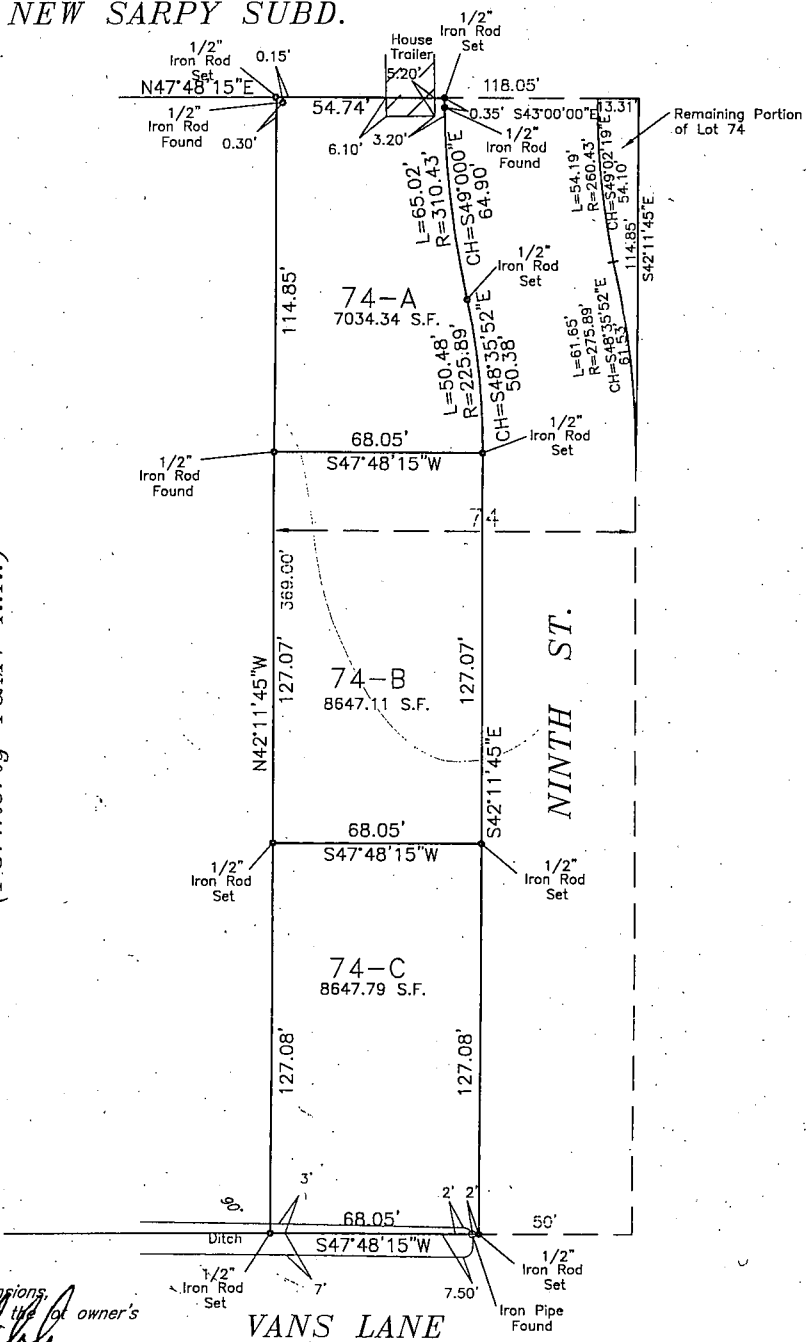 NEW SARPY SUBD.
1/2"
Iron Rod
Set
0.15'
House
Trailer
5.20'
1/2"
Iron Rod
Set
N47°48'15"E
118.05'
1/2"
Iron Rod
Found
0.30'
54.74'
6.10'
3.20'
0.35'
S43°00'00"E
1/2"
Iron Rod
Found
13.31'
Remaining Portion
of Lot 74
L=65.02'
R=310.43'
CH=S49°000"E
64.90'
L=54.19'
R=260.43'
CH=S49°02'19"E
54.10'
114.85'
S42°11'45"E
114.85'
74-A
7034.34 S.F.
1/2"
Iron Rod
Set
L=50.48'
R=225.89'
CH=S48°35'52"E
50.38'
L=61.65'
R=275.89'
CH=S48°35'52"E
61.53'
1/2"
Iron Rod
Found
68.05'
S47°48'15"W
1/2"
Iron Rod
Set
74
369.00'
N42°11'45"W
127.07'
74-B
8647.11 S.F.
127.07'
S42°11'45"E
NINTH ST.
68.05'
S47°48'15"W
1/2"
Iron Rod
Set
1/2"
Iron Rod
Set
74-C
8647.79 S.F.
127.08'
127.08'
90°
3'
68.05'
2' 2'
50'
Ditch
S47°48'15"W
1/2"
Iron Rod
Set
7'
7.50'
1/2"
Iron Rod
Set
Iron Pipe
Found
owner's
VANS LANE